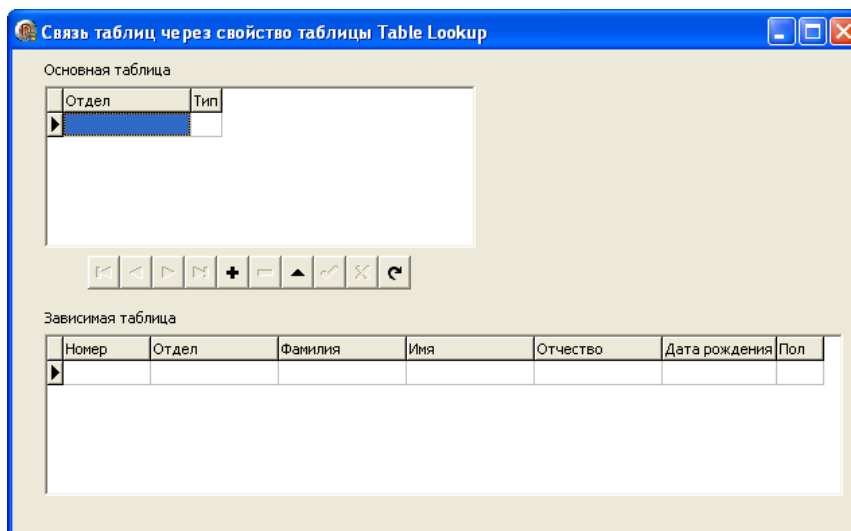 Связь таблиц через свойство таблицы Table Lookup
Основная таблица
Отдел Тип
Зависимая таблица
Номер Отдел Фамилия Имя Отчество Дата рождения Пол